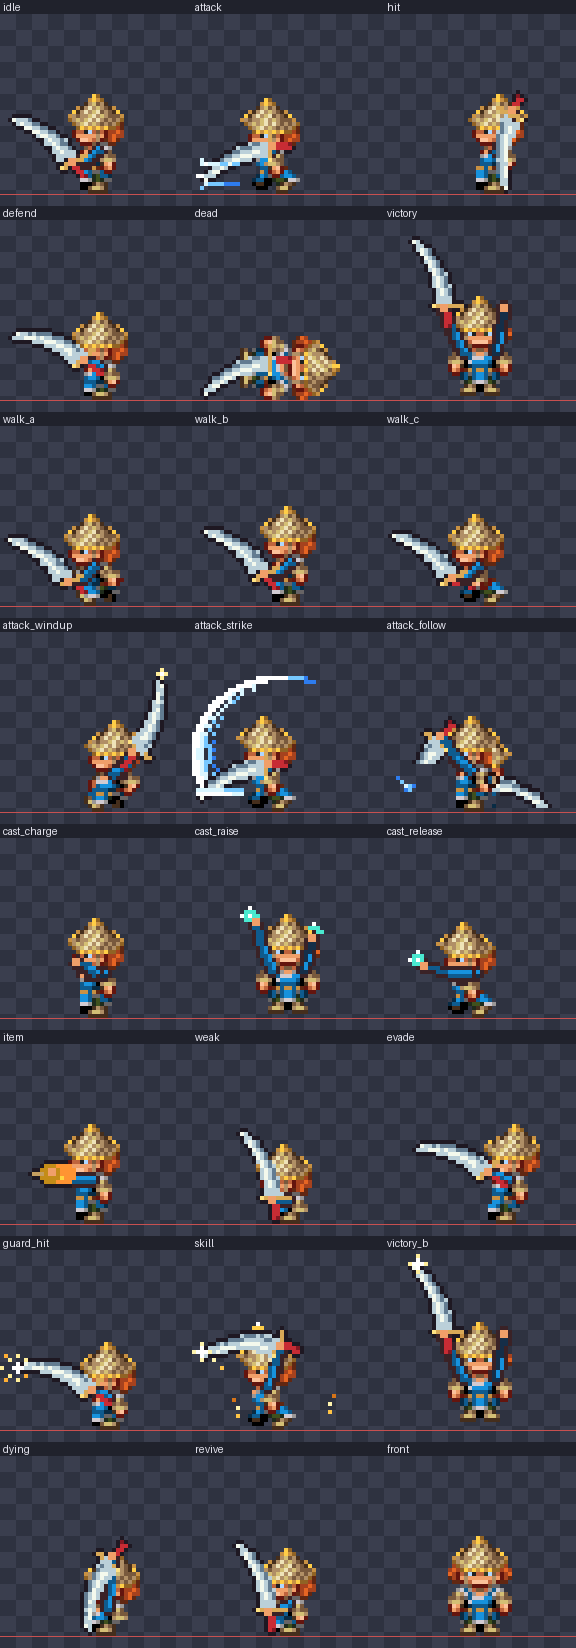 idle attack hit
defend dead victory
walk_a walk_b walk_c
attack_windup attack_strike attack_follow
cast_charge cast_raise cast_release
item weak evade
guard_hit skill victory_b
dying revive front